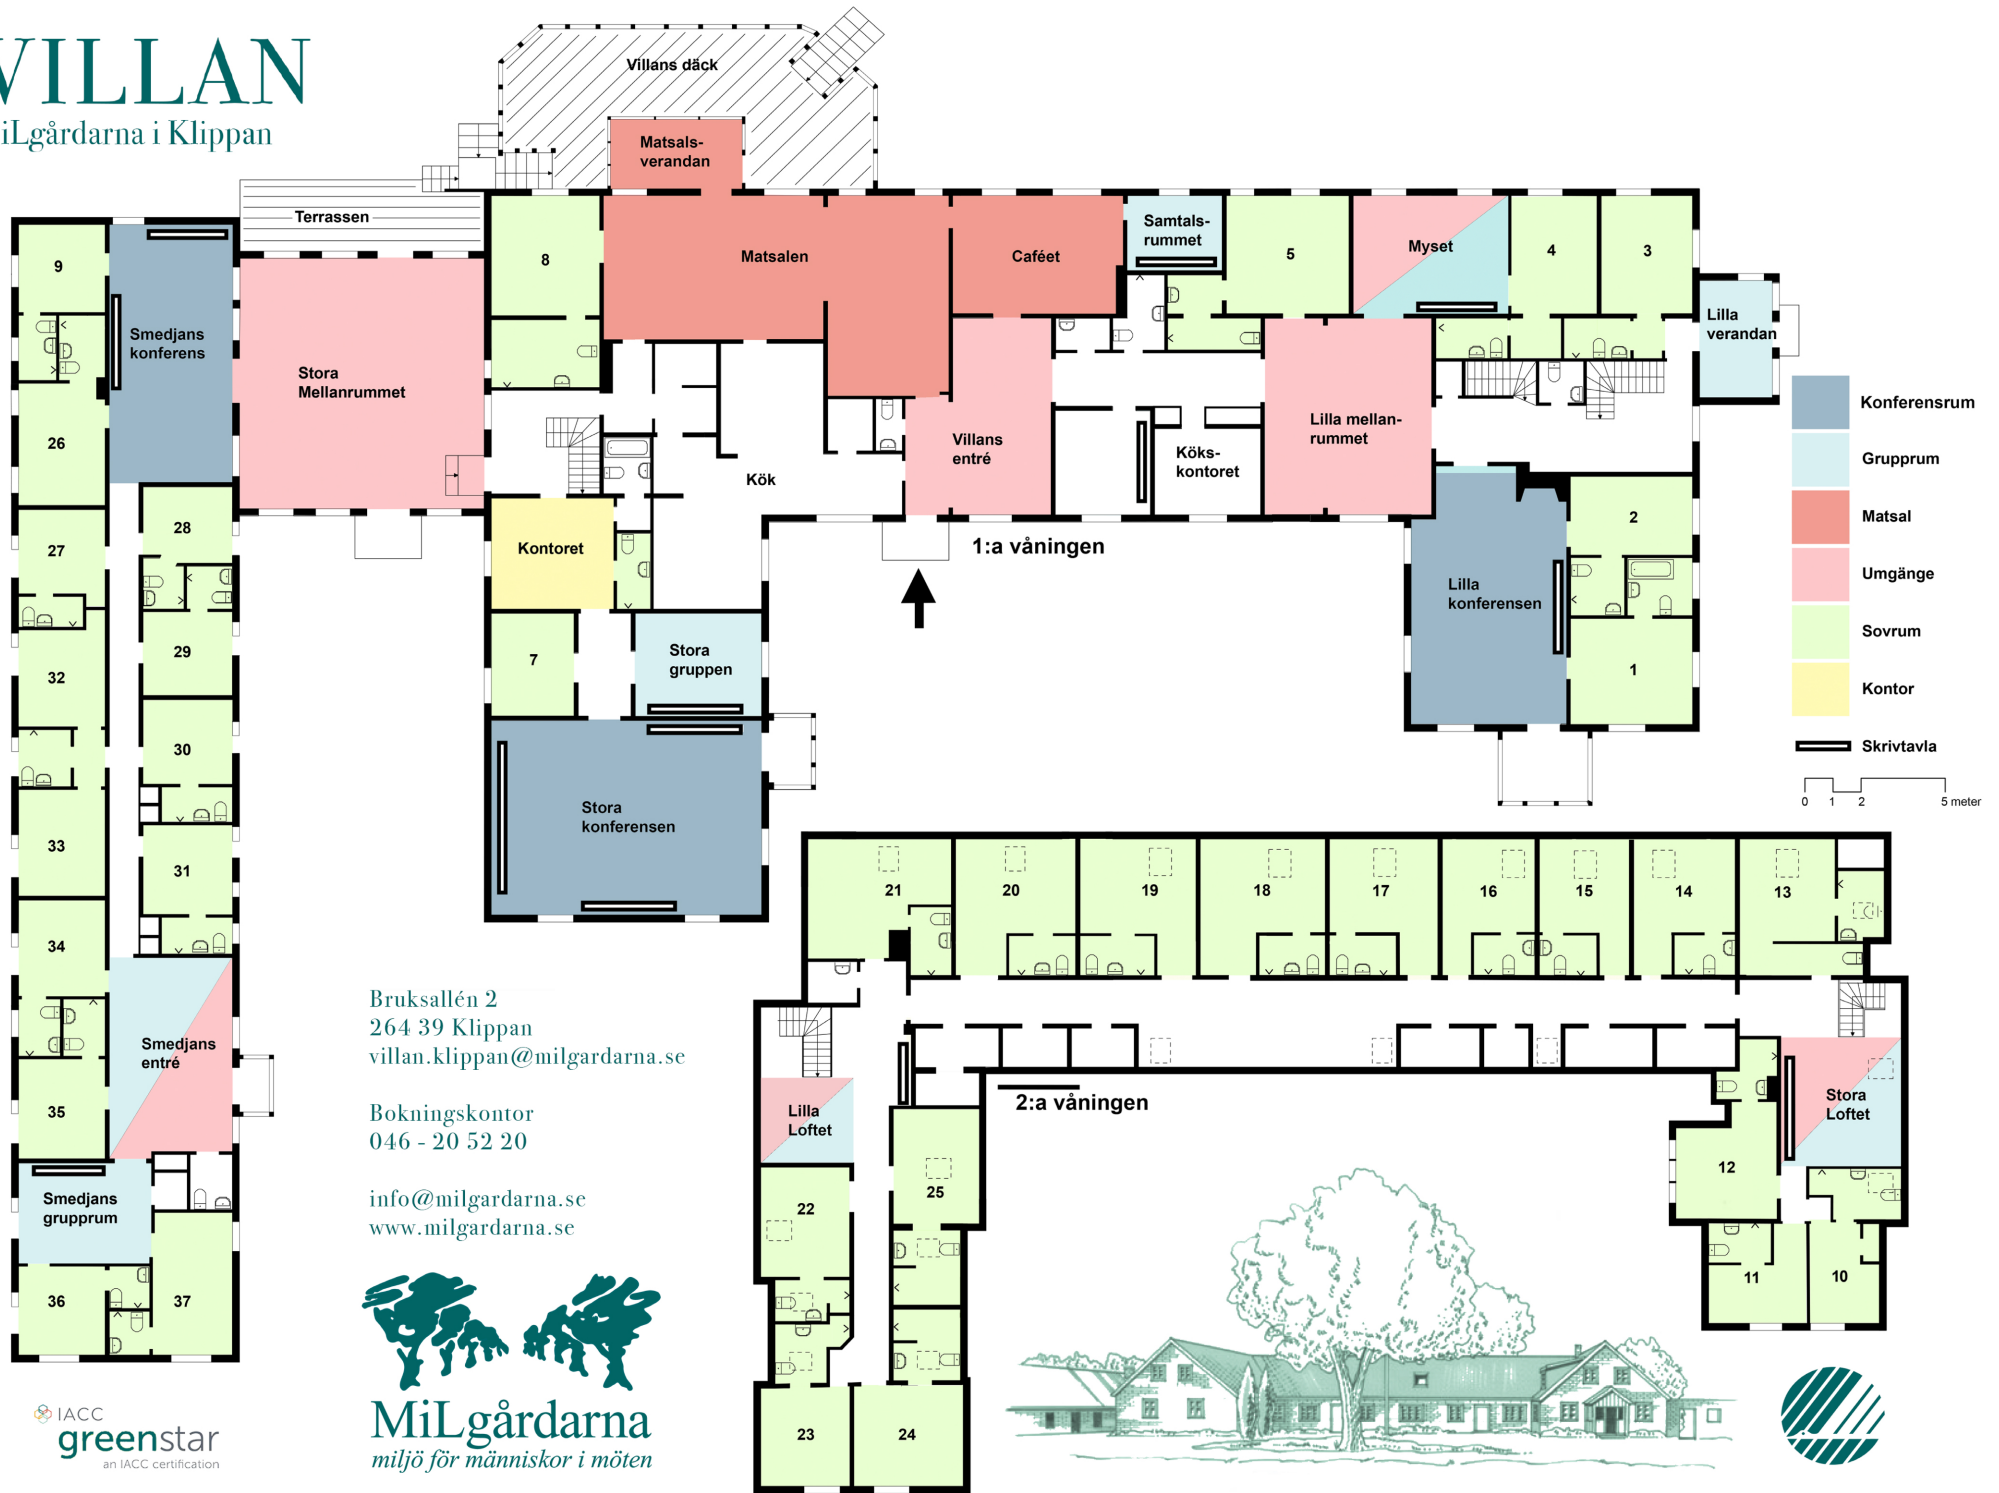 VILLAN
iLgårdarna i Klippan
Villans däck
Matsals-
verandan
Terrassen
9
Smedjans
konferens
Stora
Mellanrummet
8
Matsalen
Caféet
Samtals-
rummet
5
Myset
4
3
Lilla
verandan
26
27
28
29
32
30
33
31
34
Smedjans
entré
35
Smedjans
grupprum
36
37
Villans
entré
Kök
Köks-
kontoret
Lilla mellan-
rummet
Kontoret
1:a våningen
7
Stora
gruppen
Stora
konferensen
Lilla
konferensen
2
1
Konferensrum
Grupprum
Matsal
Umgänge
Sovrum
Kontor
Skrivtavla
0 1 2 5 meter
21
20
19
18
17
16
15
14
13
2:a våningen
Lilla
Loftet
Stora
Loftet
22
25
12
11
10
23
24
Bruksallén 2
264 39 Klippan
villan.klippan@milgardarna.se
Bokningskontor
046 - 20 52 20
info@milgardarna.se
www.milgardarna.se
MiLgårdarna
miljö för människor i möten
IACC
greenstar
an IACC certification